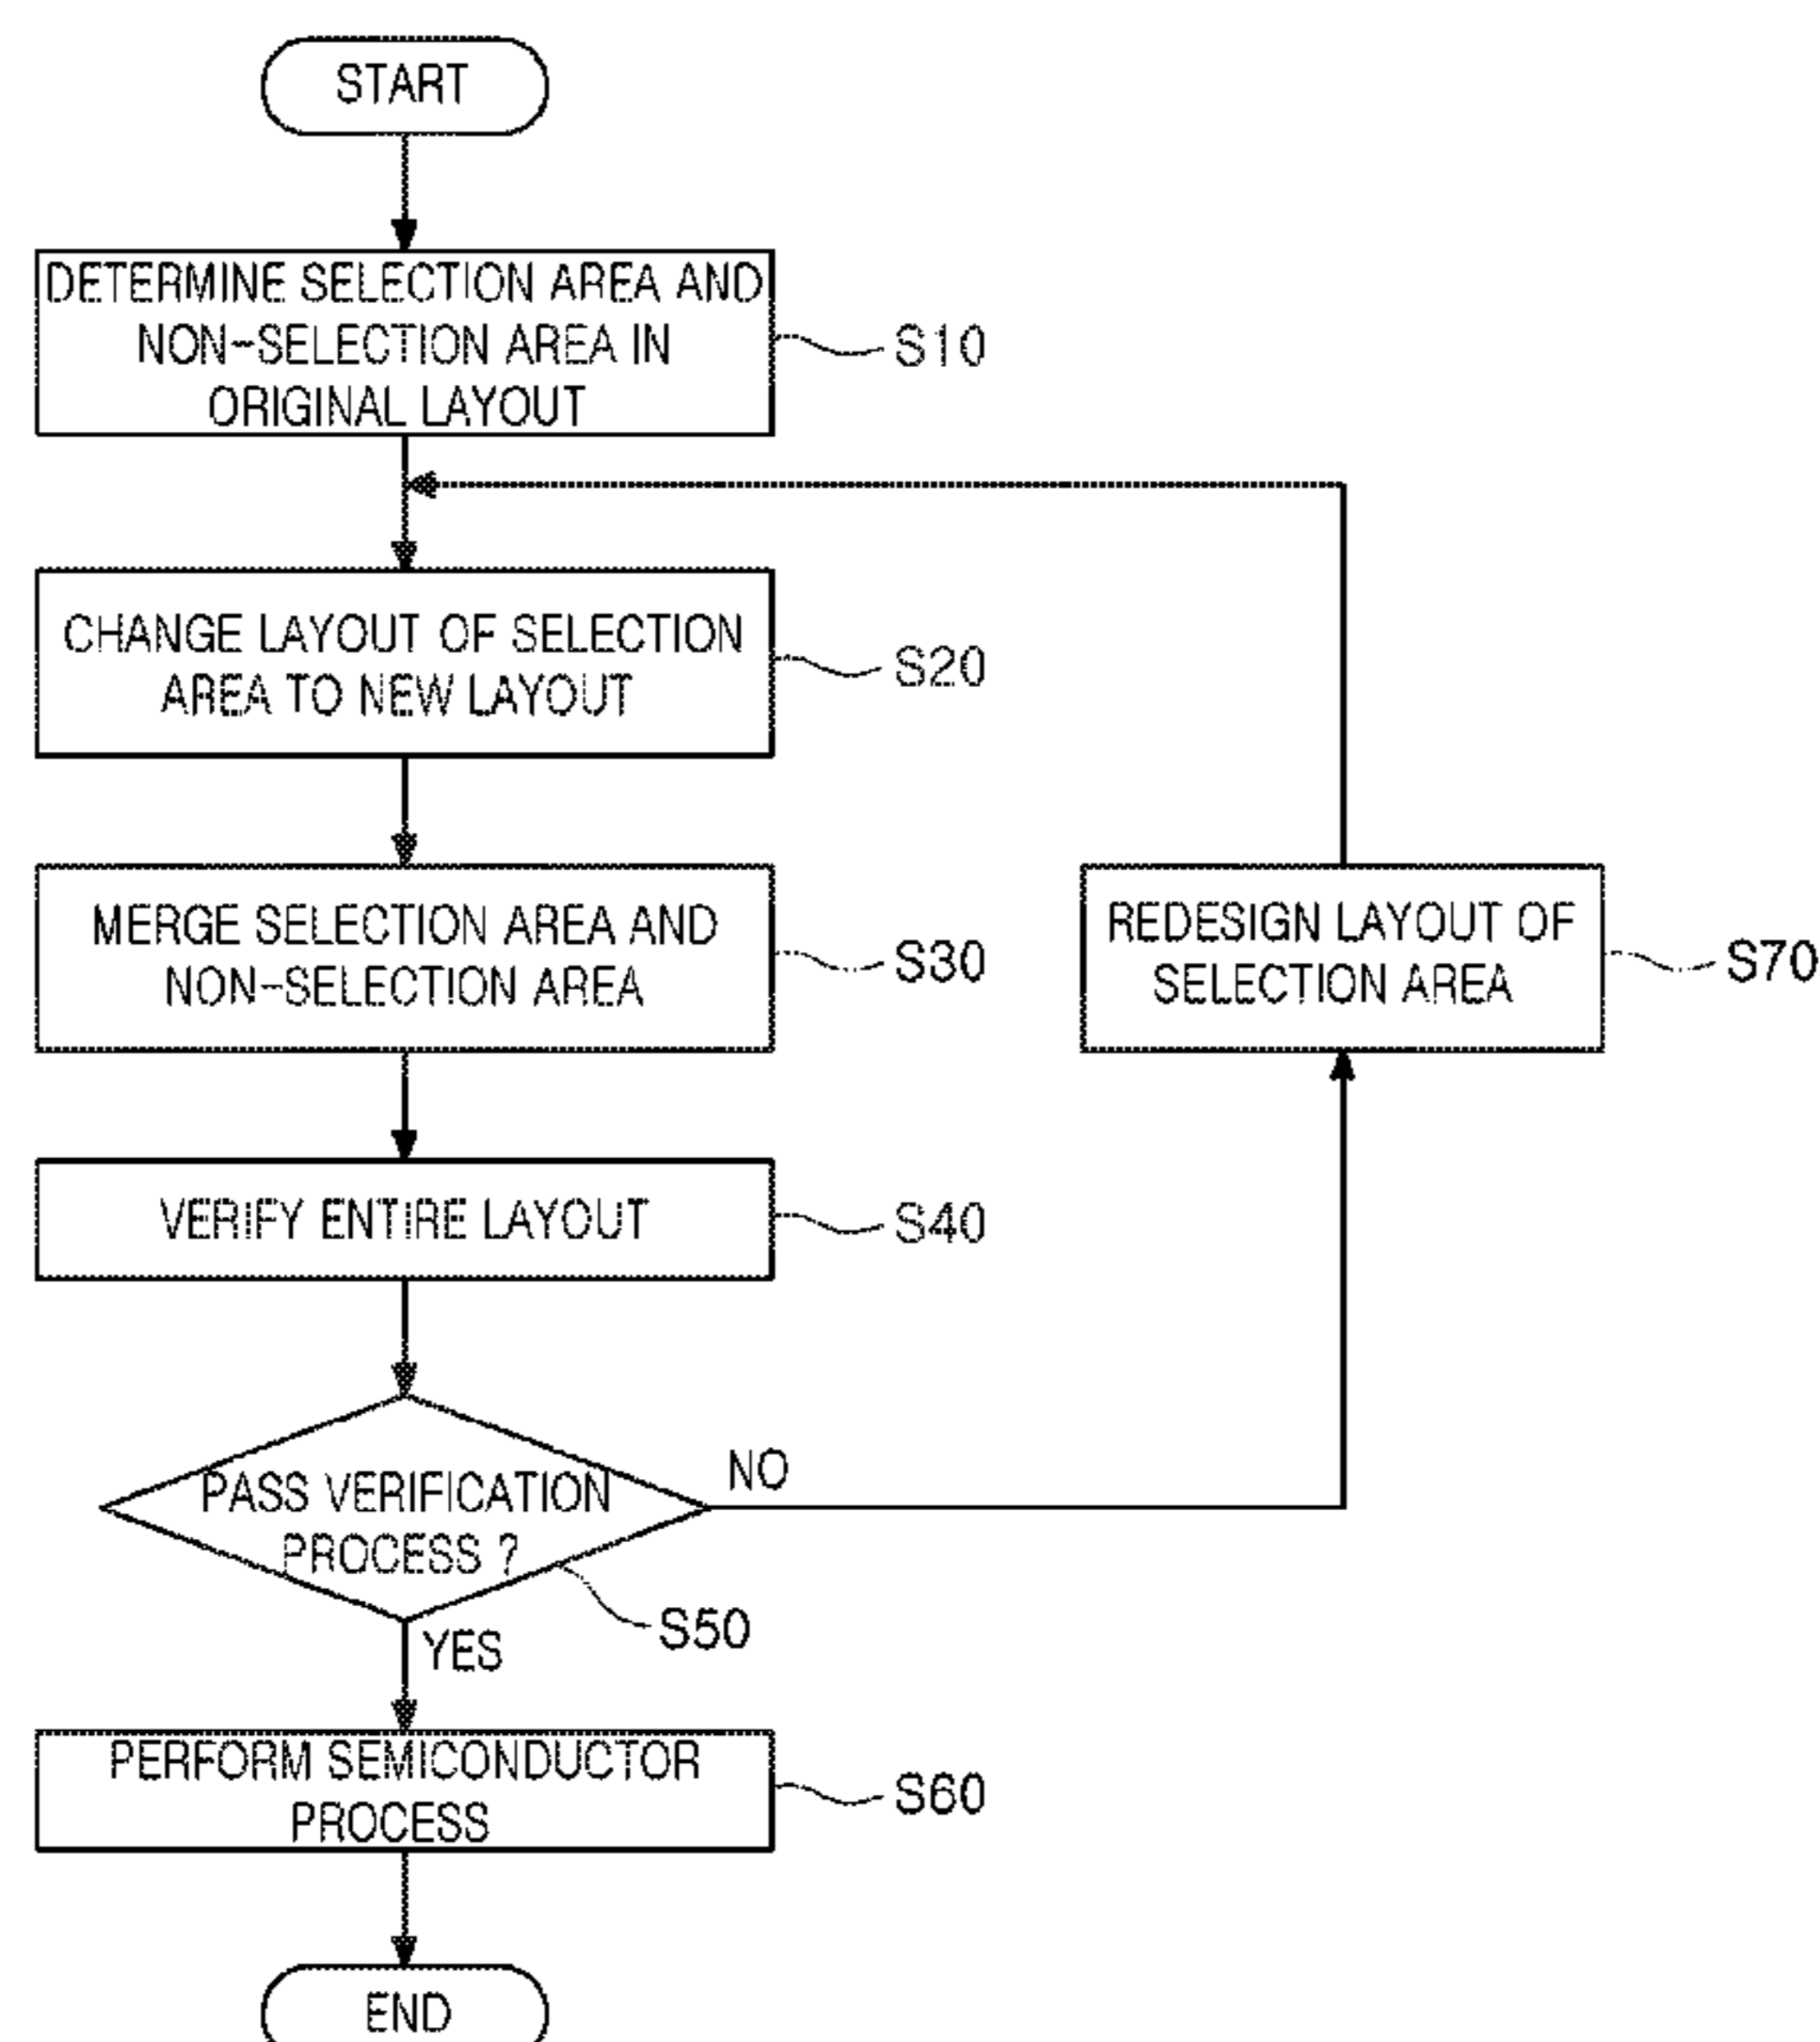 START
DETERMINE SELECTION AREA AND
NON-SELECTION AREA IN
ORIGINAL LAYOUT
S10
CHANGE LAYOUT OF SELECTION
AREA TO NEW LAYOUT
S20
MERGE SELECTION AREA AND
NON-SELECTION AREA
S30
REDESIGN LAYOUT OF
SELECTION AREA
S70
VERIFY ENTIRE LAYOUT
S40
PASS VERIFICATION
PROCESS ?
NO
S50
YES
PERFORM SEMICONDUCTOR
PROCESS
S60
END